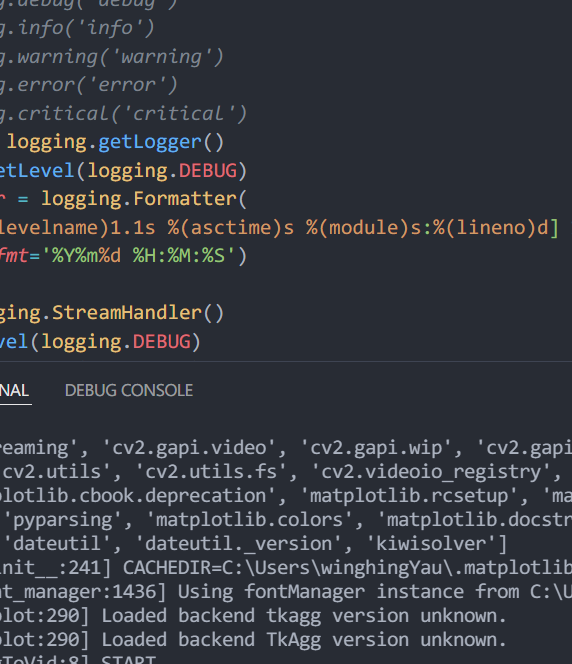 g.debug('debug')
g.info('info')
g.warning('warning')
g.error('error')
g.critical('critical')
logging.getLogger()
etLevel(logging.DEBUG)
r = logging.Formatter(
levelname)1.1s %(asctime)s %(module)s:%(lineno)d]
fmt='%Y%m%d %H:%M:%S')
ging.StreamHandler()
vel(logging.DEBUG)
NAL DEBUG CONSOLE
reaming', 'cv2.gapi.video', 'cv2.gapi.wip', 'cv2.gapi
'cv2.utils', 'cv2.utils.fs', 'cv2.videoio_registry',
plotlib.cbook.deprecation', 'matplotlib.rcsetup', 'ma
'pyparsing', 'matplotlib.colors', 'matplotlib.docstr
'dateutil', 'dateutil._version', 'kiwisolver']
init__:241] CACHEDIR=C:\Users\winghingYau\.matplotlib
nt_manager:1436] Using fontManager instance from C:\U
lot:290] Loaded backend tkagg version unknown.
lot:290] Loaded backend TkAgg version unknown.
gToVid:8] START